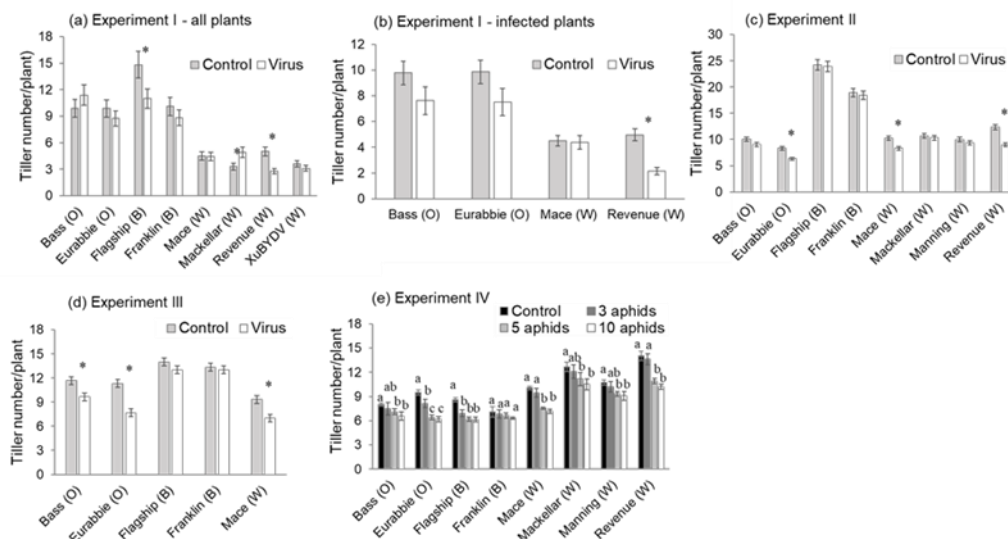 (a) Experiment I - all plants
Tiller number/plant)
18
15
12
9
6
3
0
Control
Virus
*
*
*
Bass (O)
Eurabbie (O)
Flagship (B)
Franklin (B)
Mace (W)
Mackellar (W)
Revenue (W)
XuBYDV (W)
(b) Experiment I - infected plants
Tiller number/plant
12
10
8
6
4
2
0
Control
Virus
*
Bass (O)
Eurabbie (O)
Mace (W)
Revenue (W)
(c) Experiment II
Tiller number/plant
30
25
20
15
10
5
0
Control
Virus
*
*
*
Bass (O)
Eurabbie (O)
Flagship (B)
Franklin (B)
Mace (W)
Mackellar (W)
Manning (W)
Revenue (W)
(d) Experiment III
Tiller number/plant
18
15
12
9
6
3
0
Control
Virus
*
*
*
Bass (O)
Eurabbie (O)
Flagship (B)
Franklin (B)
Mace (W)
(e) Experiment IV
Tiller number/plant
18
15
12
9
6
3
0
Control
3 aphids
5 aphids
10 aphids
a ab b b
a b c c
a b b b
a a a a
a a b b
a ab b b
a ab b b
a a b b
Bass (O)
Eurabbie (O)
Flagship (B)
Franklin (B)
Mace (W)
Mackellar (W)
Manning (W)
Revenue (W)